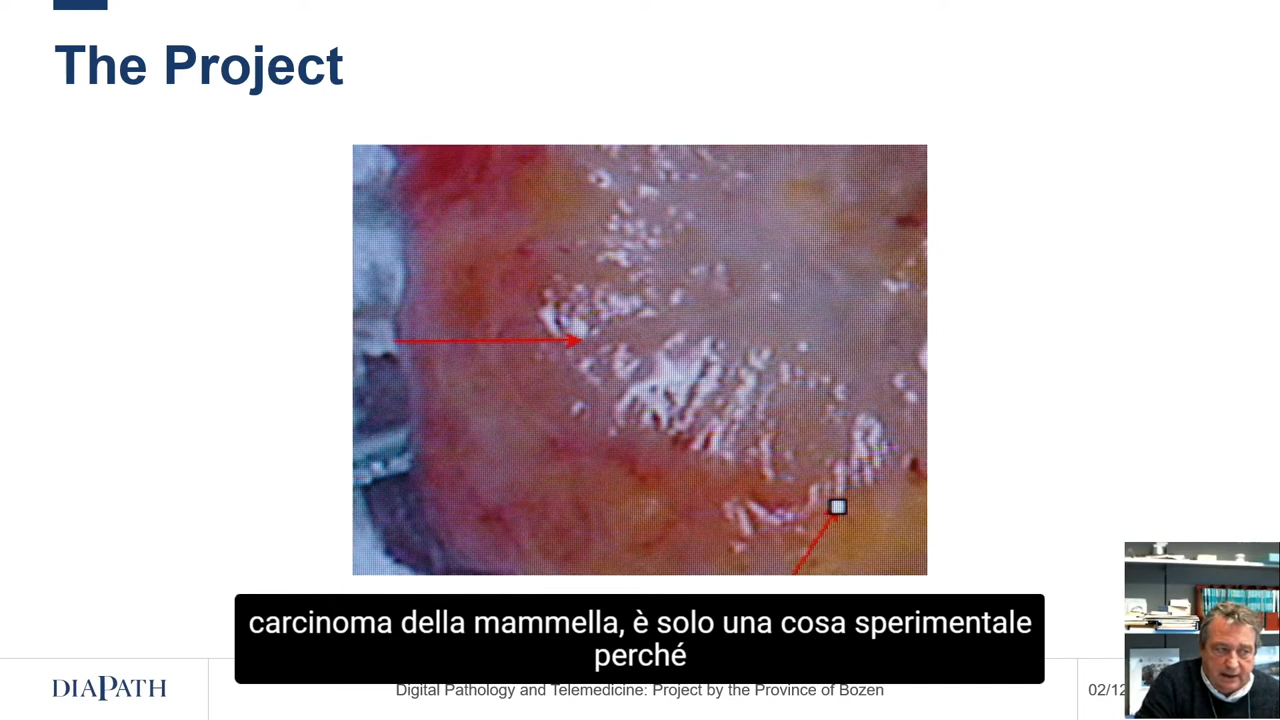 The Project
carcinoma della mammella, è solo una cosa sperimentale
perché
DIAPATH
Digital Pathology and Telemedicine: Project by the Province of Bozen
02/12